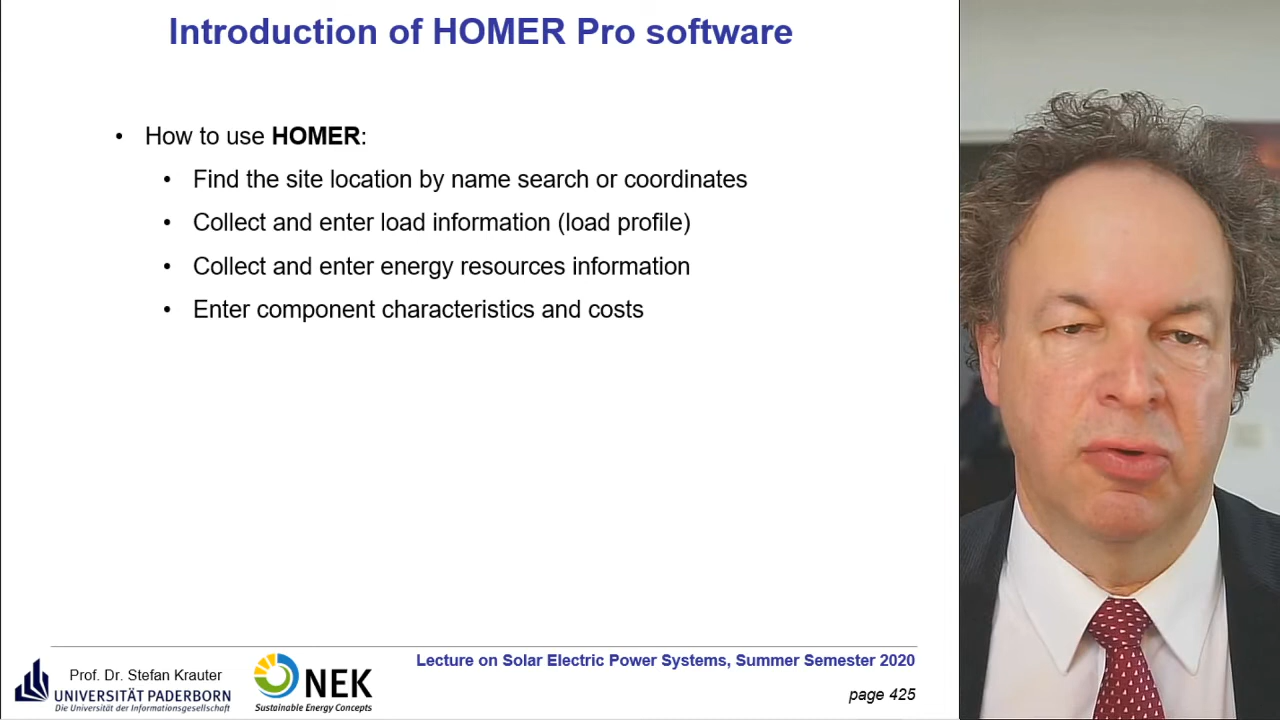 Introduction of HOMER Pro software
• How to use HOMER:
• Find the site location by name search or coordinates
• Collect and enter load information (load profile)
• Collect and enter energy resources information
• Enter component characteristics and costs
Prof. Dr. Stefan Krauter
UNIVERSITÄT PADERBORN
Die Universität der Informationsgesellschaft
NEK
Sustainable Energy Concepts
Lecture on Solar Electric Power Systems, Summer Semester 2020
page 425